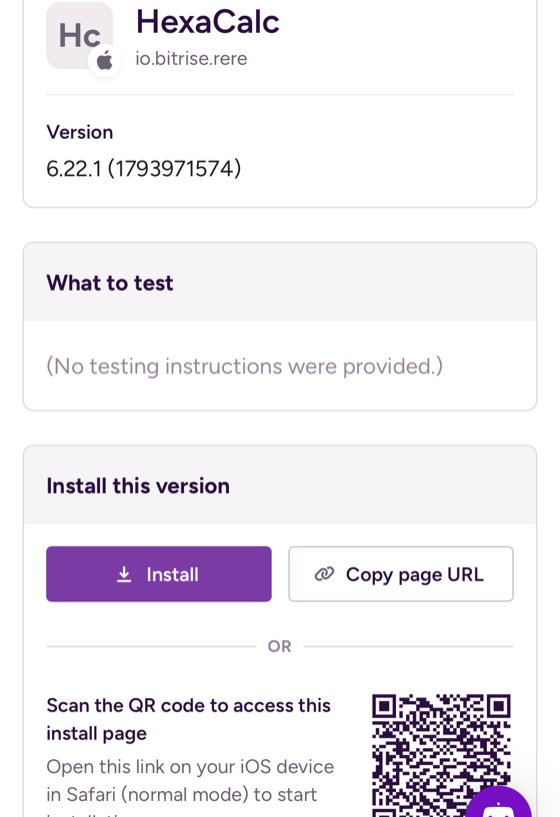 Hc
HexaCalc
io.bitrise.rere
Version
6.22.1 (1793971574)
What to test
(No testing instructions were provided.)
Install this version
Install
Copy page URL
OR
Scan the QR code to access this
install page
Open this link on your iOS device
in Safari (normal mode) to start